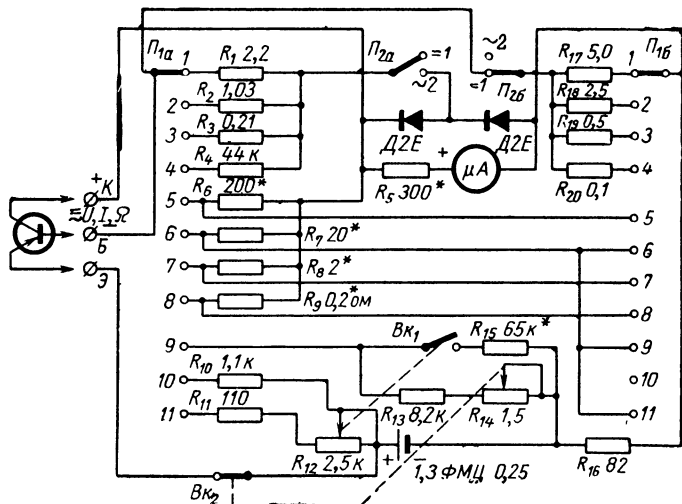 П1а 1 R1 2,2 П2а =1 ~2 ~2 =1 П2б R17 5,0 1 П1б
2 R2 1,03 R18 2,5 2
3 R3 0,21 Д2Е Д2Е R19 0,5 3
4 R4 44 к + μА R20 0,1 4
+ К 5 R6 200* R5 300* 5
≂U, I, Ω Б 6 R7 20* 6
Э 7 R8 2* 7
8 R9 0,2* ом 8
9 Вк1 R15 65 к* 9
10 R10 1,1 к R13 8,2 к R14 1,5 10
11 R11 110 11
R12 2,5 к + − 1,3 ФМЦ 0,25 R16 82
Вк2